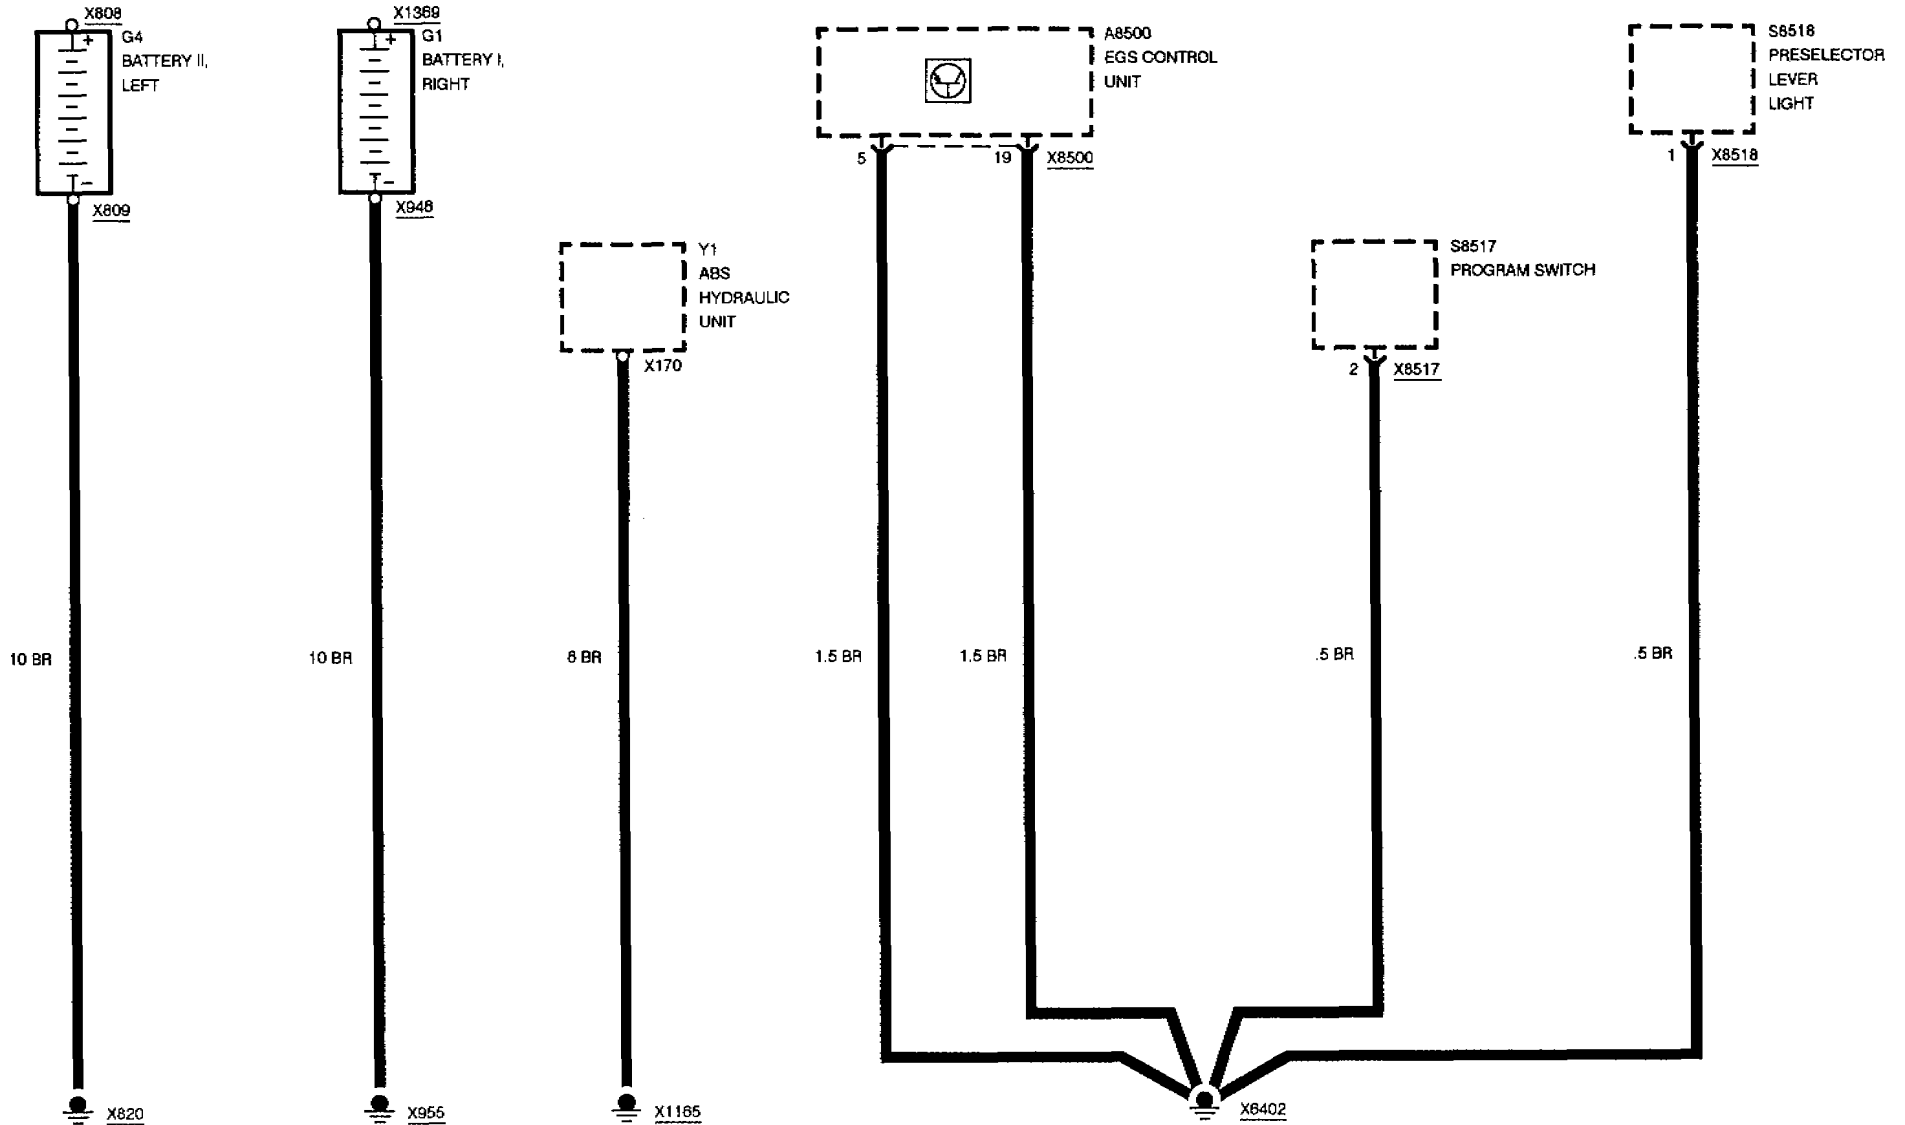 X808
G4
BATTERY II,
LEFT
+
−
X809
10 BR
X820
X1369
G1
BATTERY I,
RIGHT
+
−
X948
10 BR
X955
Y1
ABS
HYDRAULIC
UNIT
X170
6 BR
X1165
A8500
EGS CONTROL
UNIT
5
19
X8500
1.5 BR
1.5 BR
S8517
PROGRAM SWITCH
2
X8517
.5 BR
S8518
PRESELECTOR
LEVER
LIGHT
1
X8518
.5 BR
X6402